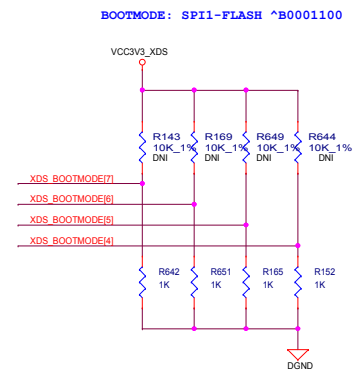 BOOTMODE: SPI1-FLASH ^B0001100
VCC3V3_XDS
R143 R169 R649 R644
10K_1% 10K_1% 10K_1% 10K_1%
DNI DNI DNI DNI
XDS_BOOTMODE[7]
XDS_BOOTMODE[6]
XDS_BOOTMODE[5]
XDS_BOOTMODE[4]
R642 R651 R165 R152
1K 1K 1K 1K
DGND